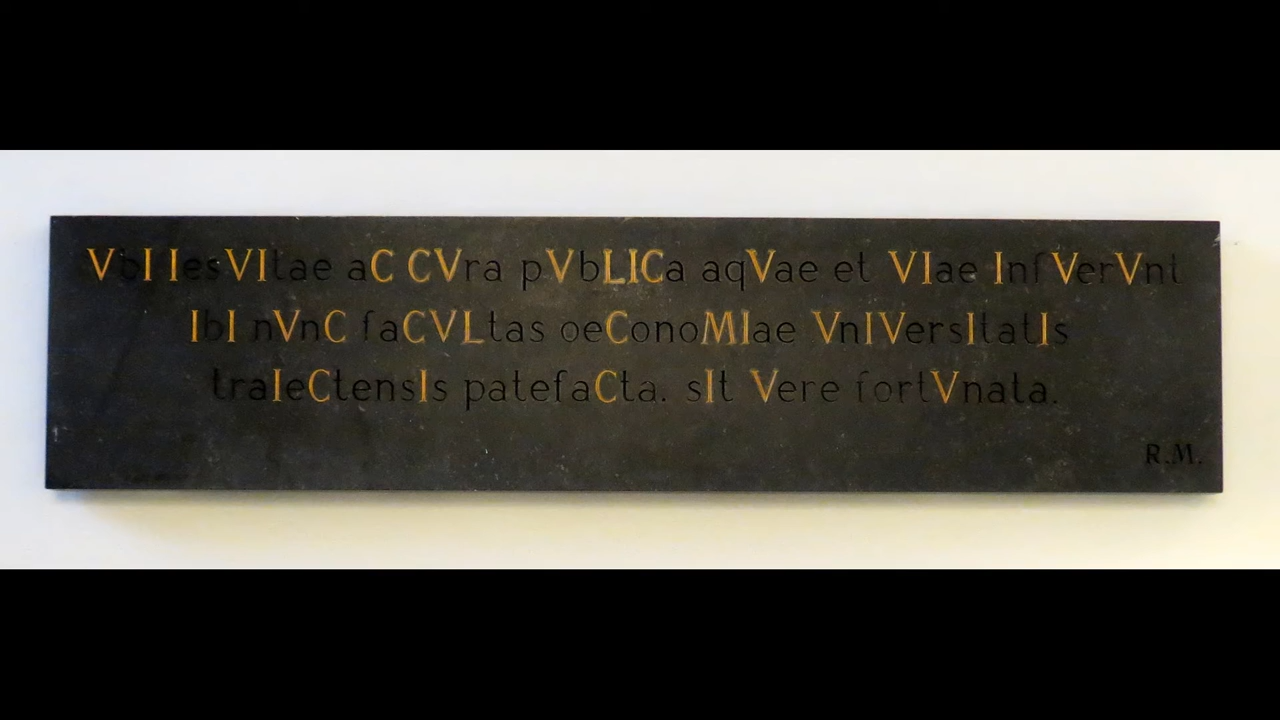 VbI IesVItae aC CVra pVbLICa aqVae et VIae InfVerVnt
IbI nVnC faCVLtas oeConoMIae VnIVersItatIs
traIeCtensIs patefaCta. sIt Vere fortVnata.
R.M.